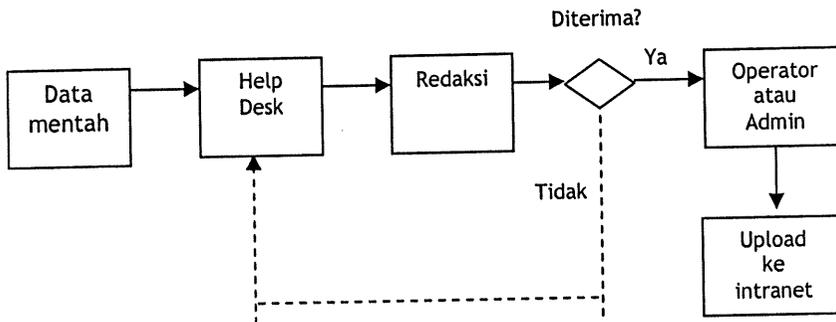 Diterima?
Data
mentah
Help
Desk
Redaksi
Ya
Operator
atau
Admin
Tidak
Upload
ke
intranet